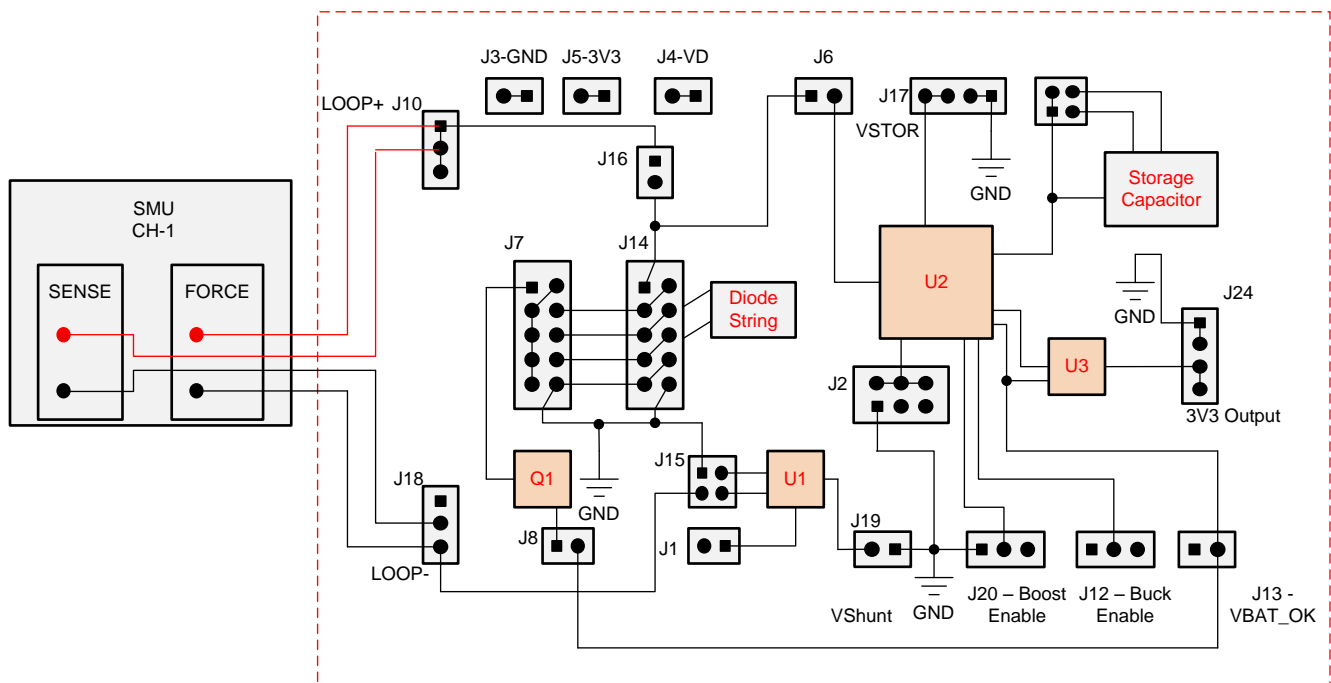 J3-GND
J5-3V3
J4-VD
J6
LOOP+ J10
J17
VSTOR
J16
GND
Storage
Capacitor
SMU
CH-1
J7
J14
SENSE
FORCE
Diode
String
U2
GND
J24
U3
J2
3V3 Output
J18
Q1
GND
J15
U1
J8
J1
J19
LOOP-
VShunt
GND
J20 – Boost
Enable
J12 – Buck
Enable
J13 -
VBAT_OK